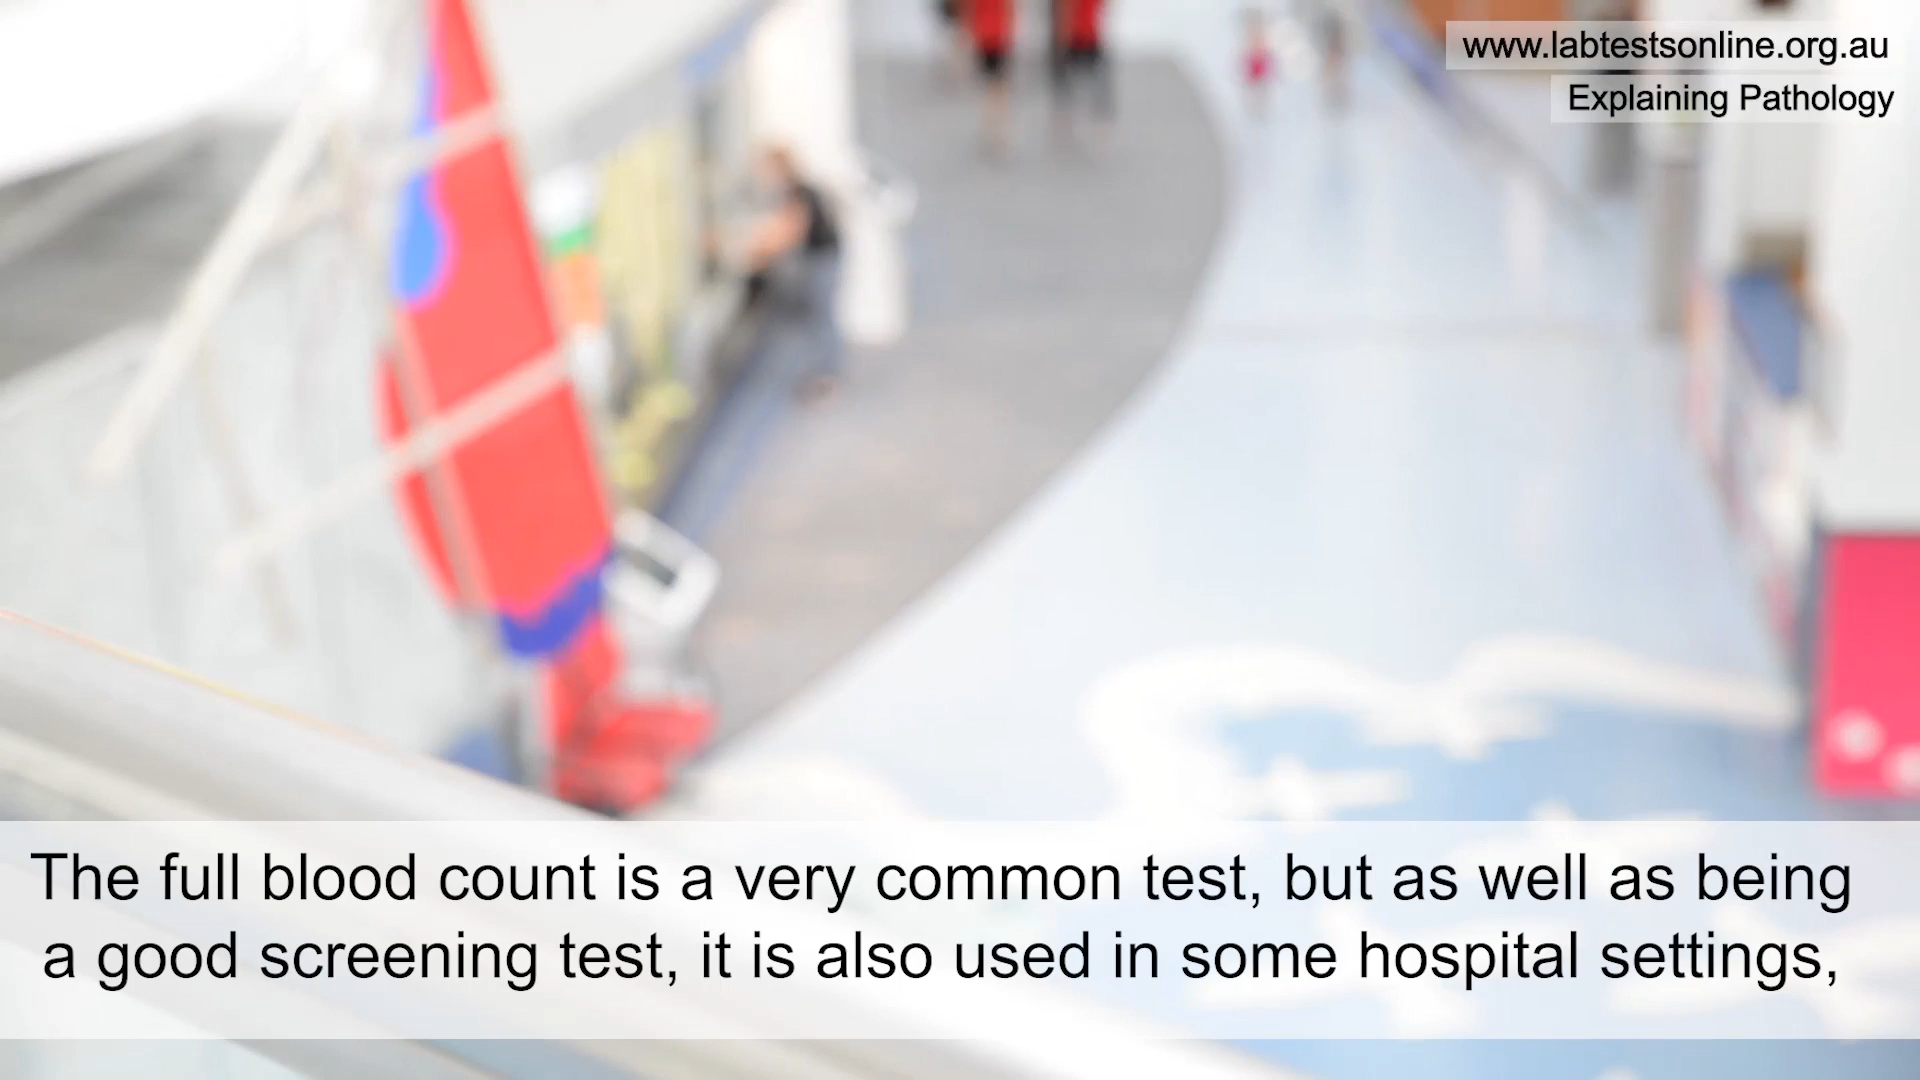 www.labtestsonline.org.au
Explaining Pathology
The full blood count is a very common test, but as well as being
a good screening test, it is also used in some hospital settings,